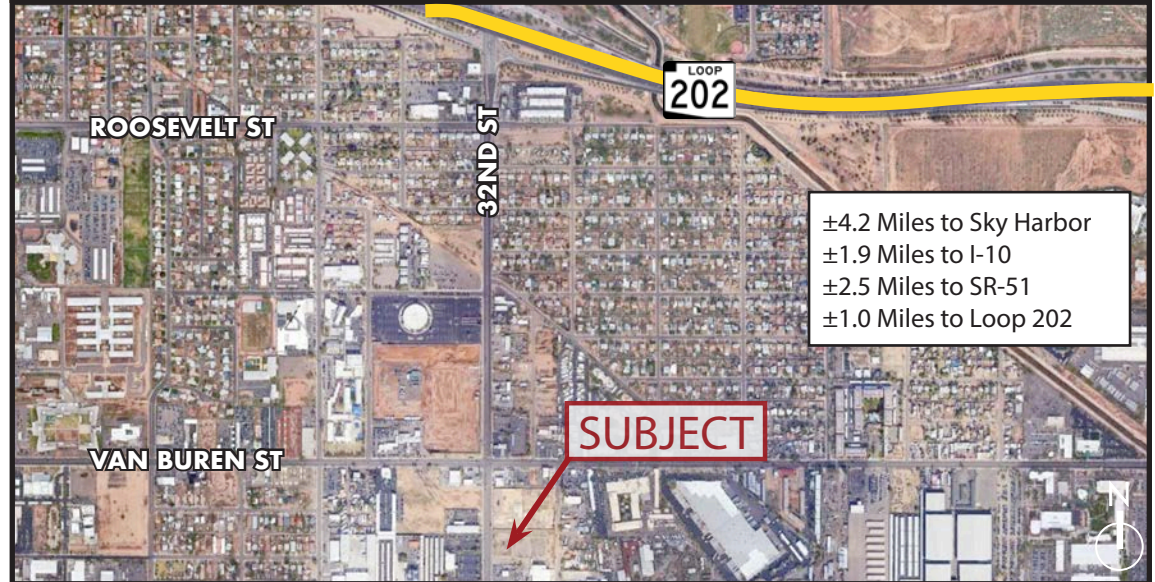 LOOP
202
ROOSEVELT ST
32ND ST
±4.2 Miles to Sky Harbor
±1.9 Miles to I-10
±2.5 Miles to SR-51
±1.0 Miles to Loop 202
SUBJECT
VAN BUREN ST
N